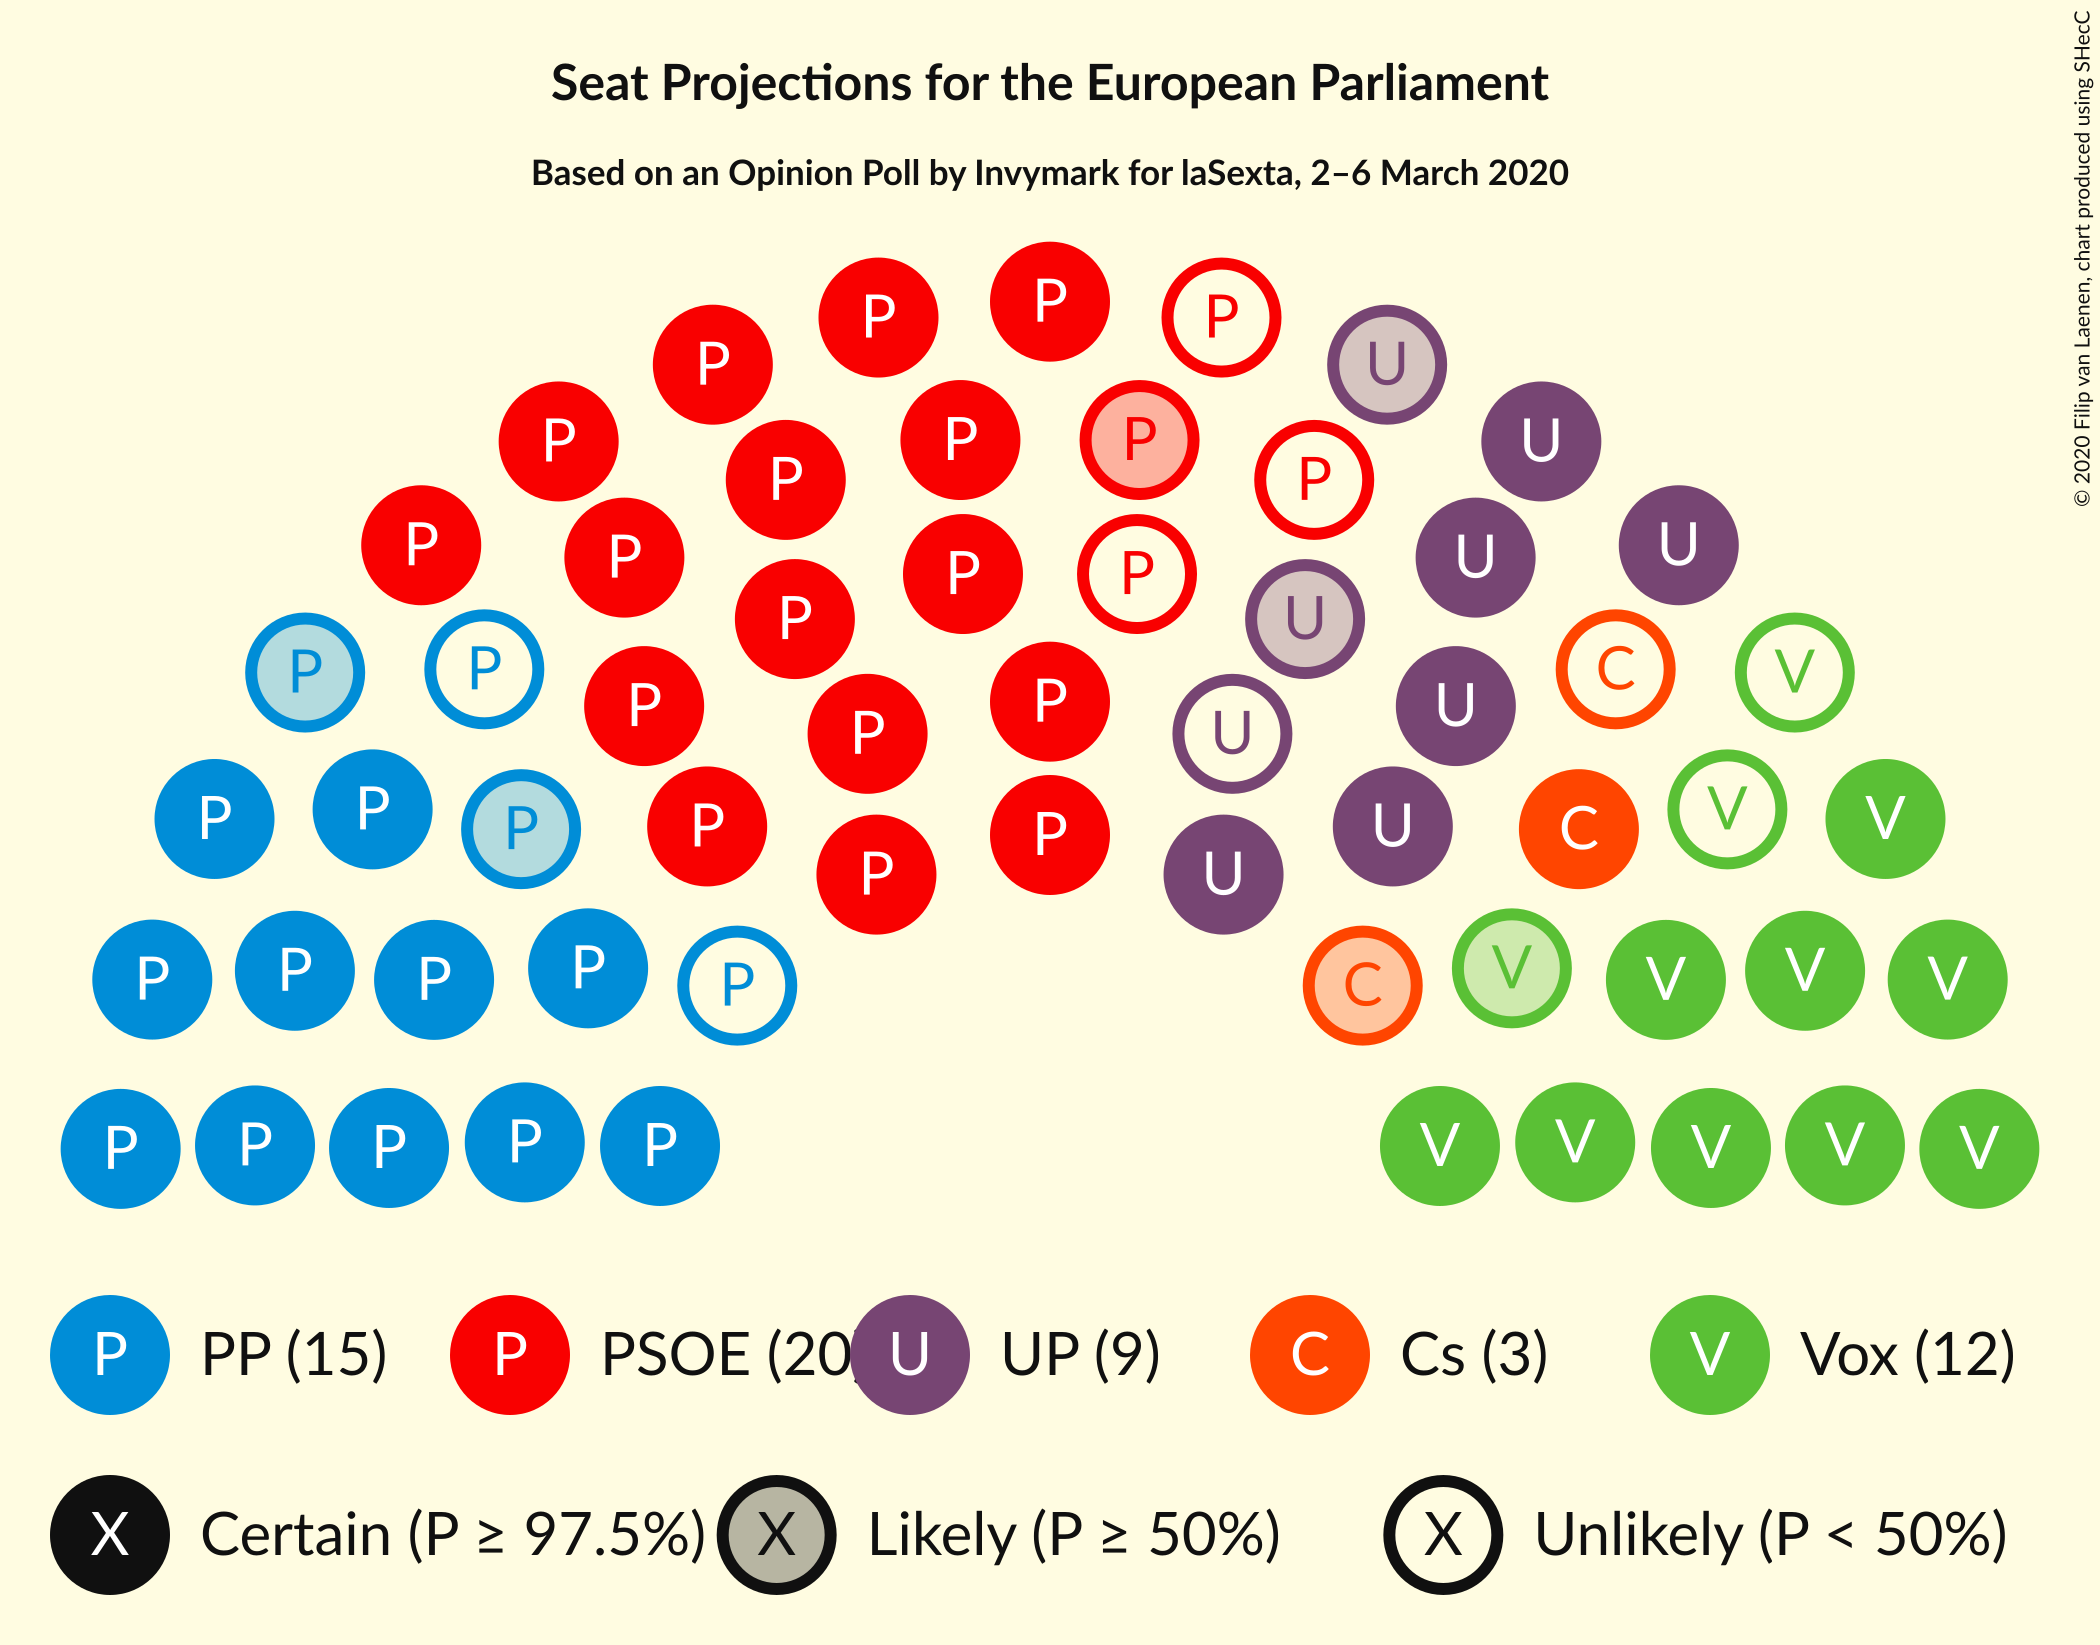 Seat Projections for the European Parliament
Based on an Opinion Poll by Invymark for laSexta, 2–6 March 2020
© 2020 Filip van Laenen, chart produced using SHecC
P P P
P P U
P P P U
P P P U
P P P U U
P P P U
P P C V
P P U
P P U
P P P P U C V V
P P U
P P P P P C V V V V
P P P P P V V V V V
P PP (15) P PSOE (20) U UP (9) C Cs (3) V Vox (12)
X Certain (P ≥ 97.5%) X Likely (P ≥ 50%) X Unlikely (P < 50%)